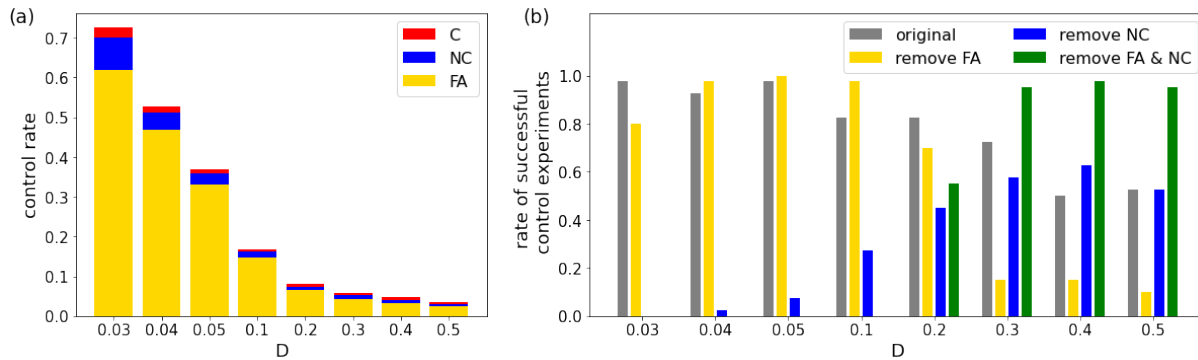 (a)
control rate
0.7
0.6
0.5
0.4
0.3
0.2
0.1
0.0
C
NC
FA
0.03 0.04 0.05 0.1 0.2 0.3 0.4 0.5
D
(b)
rate of successful
control experiments
1.0
0.8
0.6
0.4
0.2
0.0
original
remove FA
remove NC
remove FA & NC
0.03 0.04 0.05 0.1 0.2 0.3 0.4 0.5
D